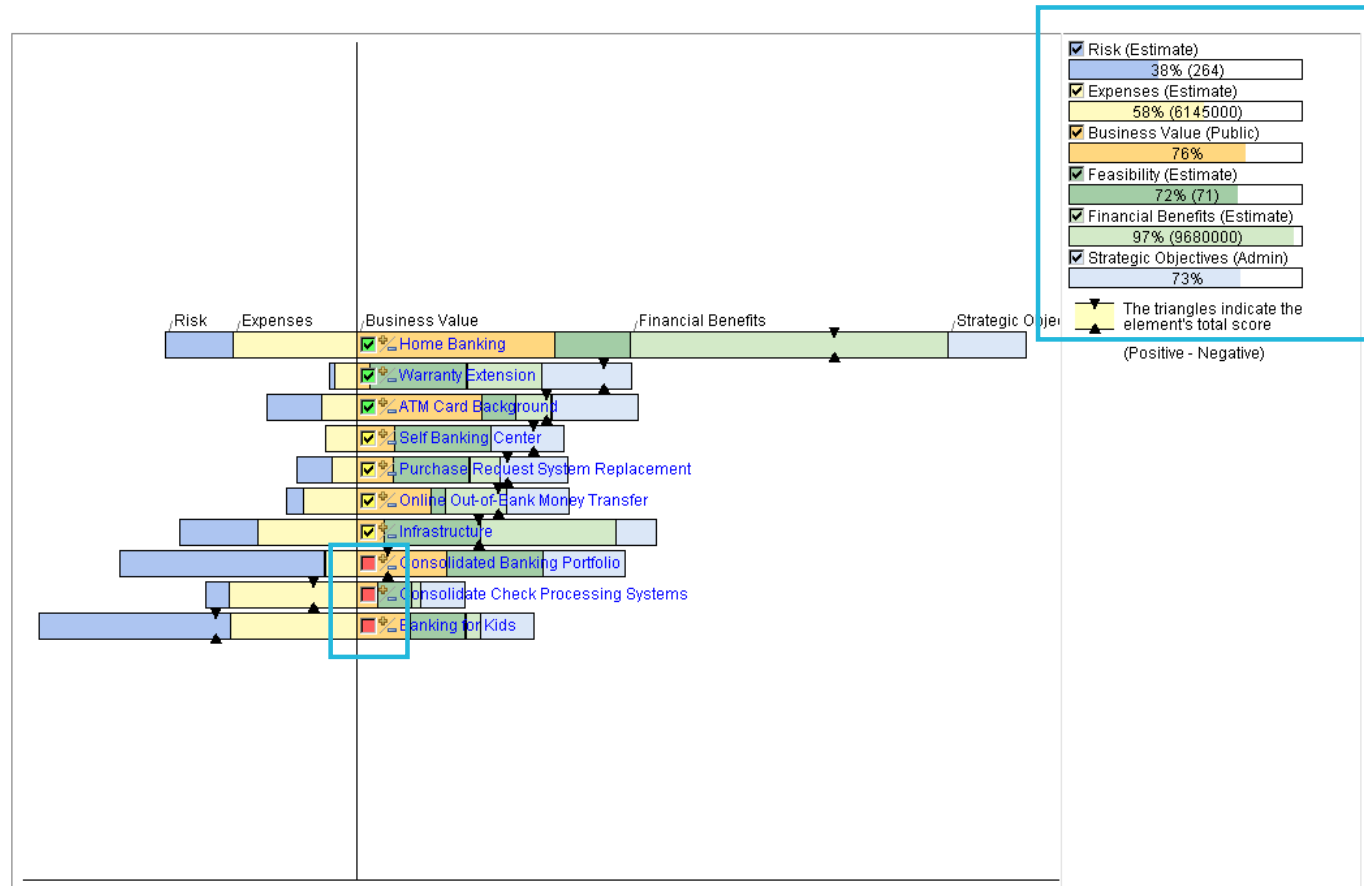 Risk (Estimate)
38% (264)
Expenses (Estimate)
58% (6145000)
Business Value (Public)
76%
Feasibility (Estimate)
72% (71)
Financial Benefits (Estimate)
97% (9680000)
Strategic Objectives (Admin)
73%
The triangles indicate the
element's total score
(Positive - Negative)
Risk Expenses Business Value Financial Benefits Strategic Obje
Home Banking
Warranty Extension
ATM Card Background
Self Banking Center
Purchase Request System Replacement
Online Out-of-Bank Money Transfer
Infrastructure
Consolidated Banking Portfolio
Consolidate Check Processing Systems
Banking for Kids